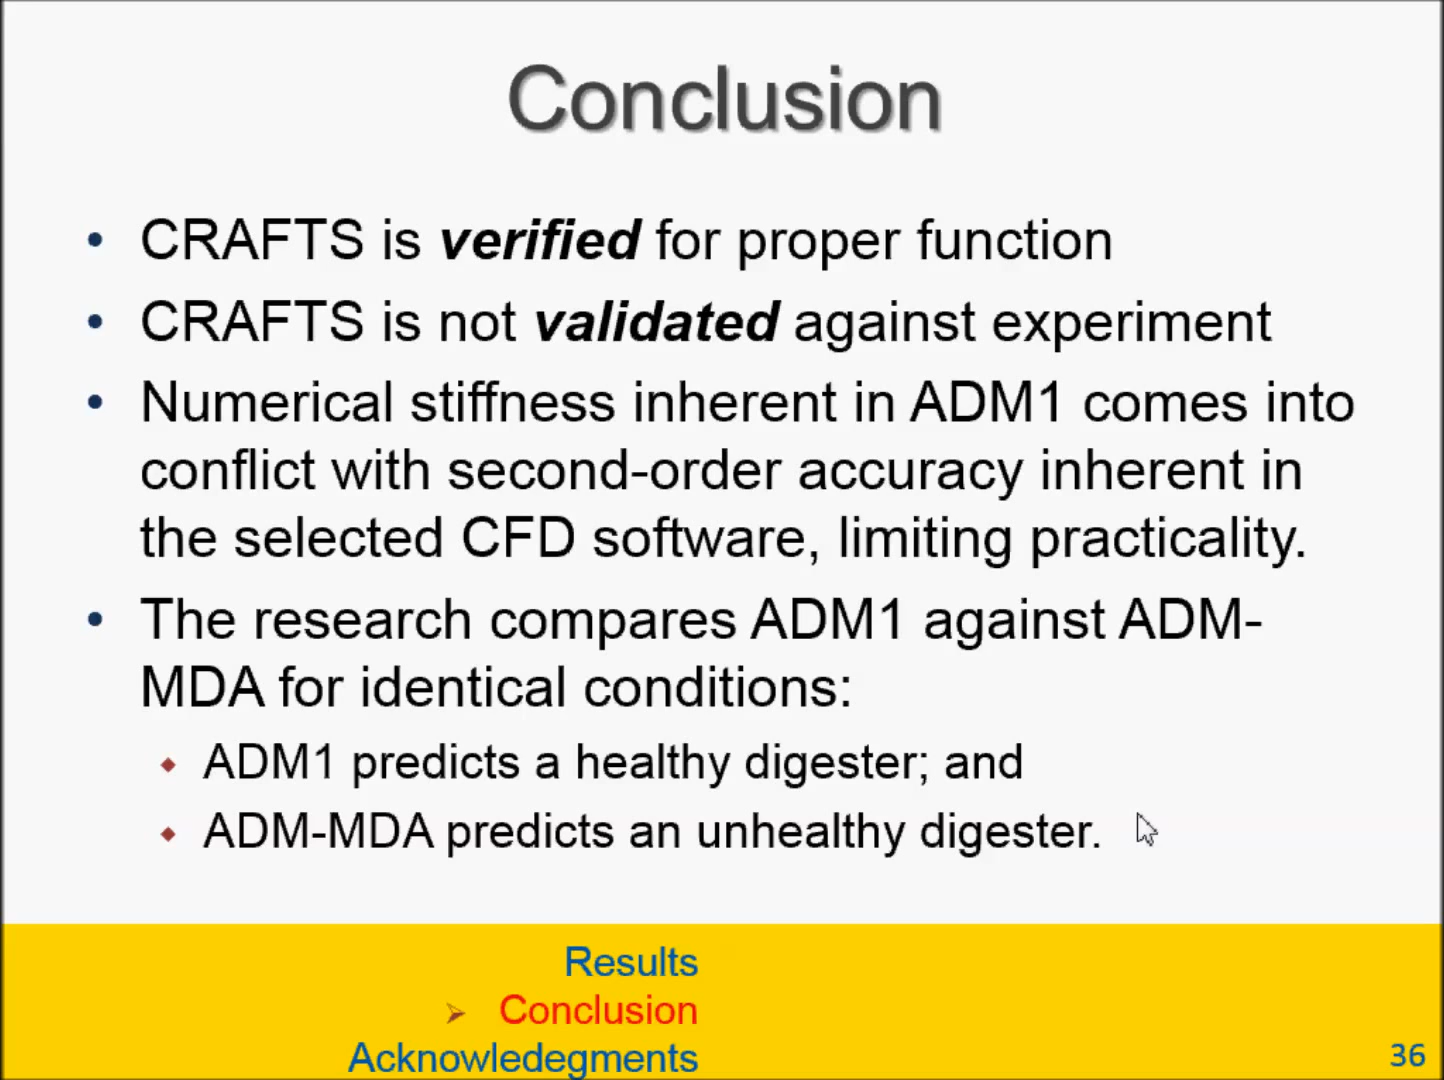 Conclusion
• CRAFTS is verified for proper function
• CRAFTS is not validated against experiment
• Numerical stiffness inherent in ADM1 comes into
conflict with second-order accuracy inherent in
the selected CFD software, limiting practicality.
• The research compares ADM1 against ADM-
MDA for identical conditions:
◆ ADM1 predicts a healthy digester; and
◆ ADM-MDA predicts an unhealthy digester.
Results
➢ Conclusion
Acknowledegments
36